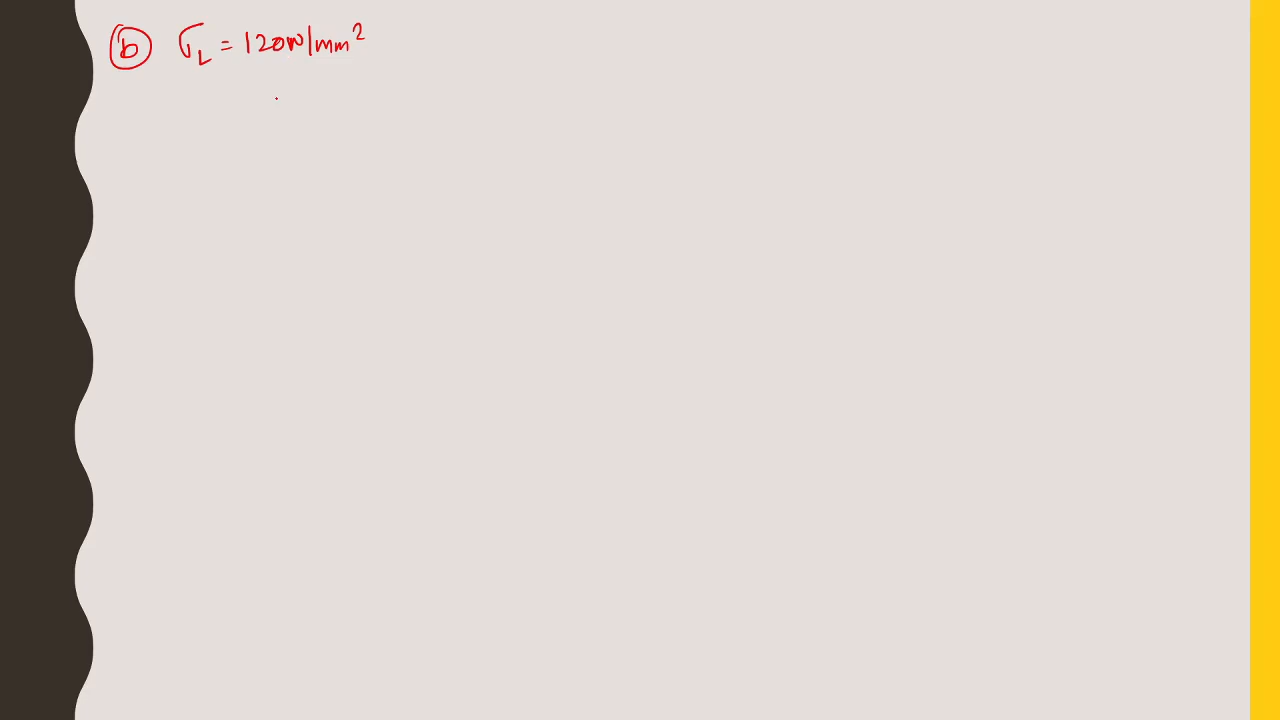 (b) σL = 120N/mm²